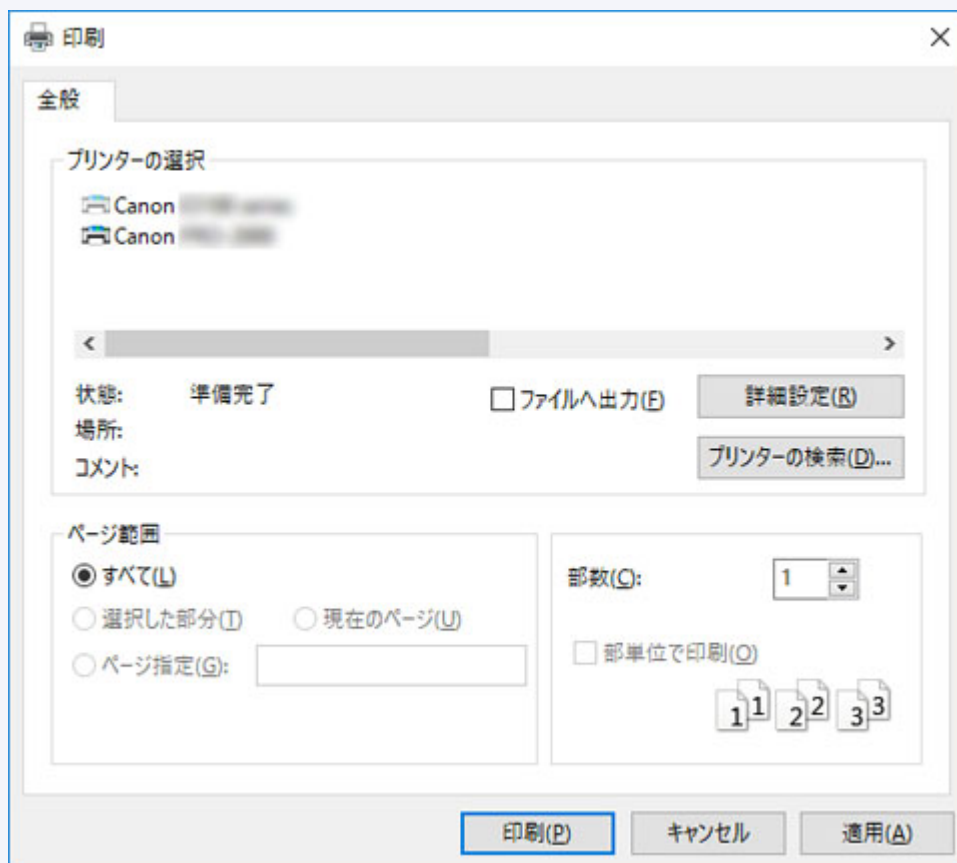 印刷
全般
プリンターの選択
Canon
Canon
状態: 準備完了
ファイルへ出力(F)
詳細設定(R)
場所:
プリンターの検索(D)...
コメント:
ページ範囲
すべて(L)
選択した部分(T) 現在のページ(U)
ページ指定(G):
部数(C): 1
部単位で印刷(O)
1 1 2 2 3 3
印刷(P) キャンセル 適用(A)